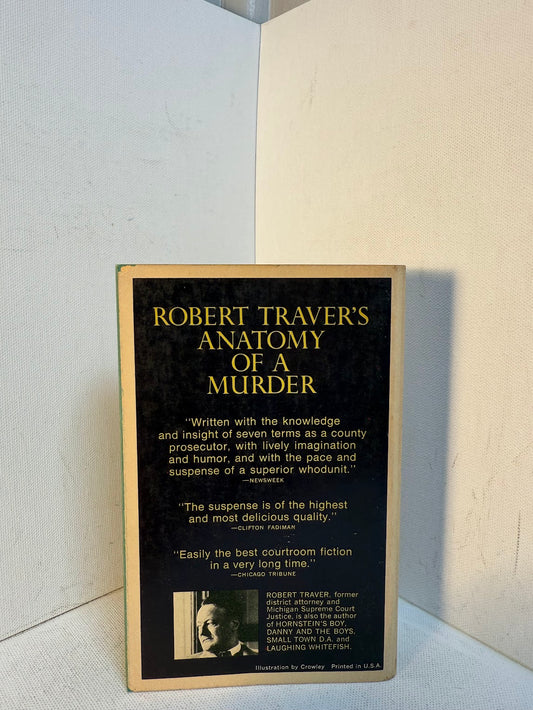 ROBERT TRAVER'S
ANATOMY
OF A
MURDER
"Written with the knowledge
and insight of seven terms as a county
prosecutor, with lively imagination
and humor, and with the pace and
suspense of a superior whodunit."
—NEWSWEEK
"The suspense is of the highest
and most delicious quality."
—CLIFTON FADIMAN
"Easily the best courtroom fiction
in a very long time."
—CHICAGO TRIBUNE
ROBERT TRAVER, former
district attorney and
Michigan Supreme Court
Justice, is also the author
of HORNSTEIN'S BOY,
DANNY AND THE BOYS,
SMALL TOWN D.A. and
LAUGHING WHITEFISH.
Illustration by Crowley Printed in U.S.A.